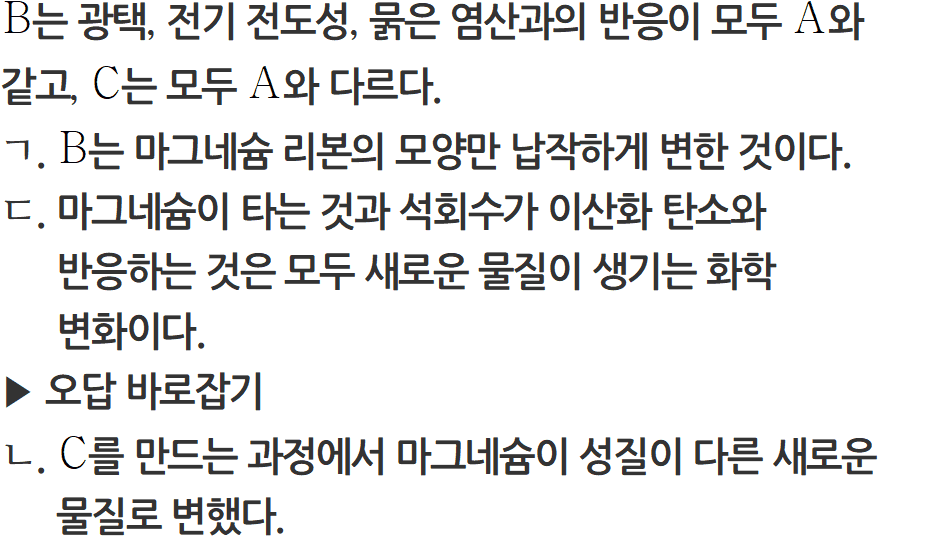 B는 광택, 전기 전도성, 묽은 염산과의 반응이 모두 A와
같고, C는 모두 A와 다르다.
ㄱ. B는 마그네슘 리본의 모양만 납작하게 변한 것이다.
ㄷ. 마그네슘이 타는 것과 석회수가 이산화 탄소와
반응하는 것은 모두 새로운 물질이 생기는 화학
변화이다.
▶ 오답 바로잡기
ㄴ. C를 만드는 과정에서 마그네슘이 성질이 다른 새로운
물질로 변했다.